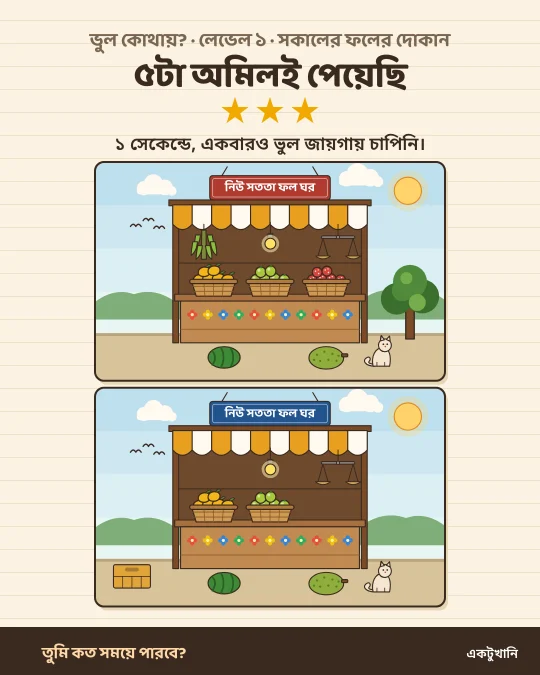 ভুল কোথায়? · লেভেল ১ · সকালের ফলের দোকান
৫টা অমিলই পেয়েছি
১ সেকেন্ডে, একবারও ভুল জায়গায় চাপিনি।
নিউ সততা ফল ঘর
নিউ সততা ফল ঘর
তুমি কত সময়ে পারবে?
একটুখানি